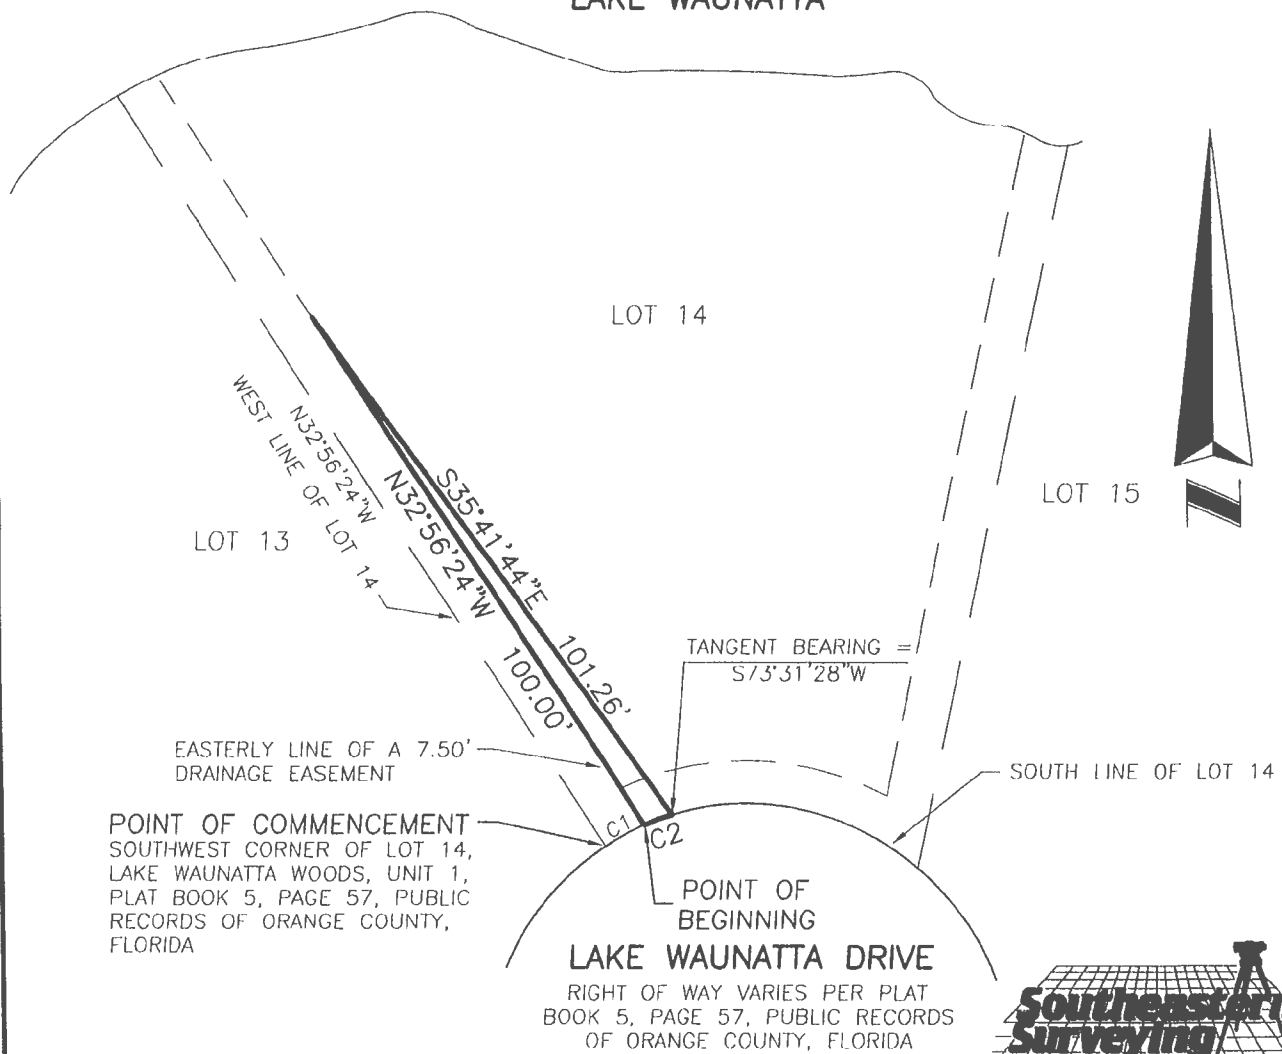 LAKE WAUNATTA
LOT 14
WEST LINE OF LOT 14
N32°56'24"W
N32°56'24"W
100.00'
S35°41'44"E
101.26'
LOT 13
LOT 15
TANGENT BEARING =
S73°31'28"W
EASTERLY LINE OF A 7.50'
DRAINAGE EASEMENT
SOUTH LINE OF LOT 14
POINT OF COMMENCEMENT
SOUTHWEST CORNER OF LOT 14,
LAKE WAUNATTA WOODS, UNIT 1,
PLAT BOOK 5, PAGE 57, PUBLIC
RECORDS OF ORANGE COUNTY,
FLORIDA
C1
C2
POINT OF
BEGINNING
LAKE WAUNATTA DRIVE
RIGHT OF WAY VARIES PER PLAT
BOOK 5, PAGE 57, PUBLIC RECORDS
OF ORANGE COUNTY, FLORIDA
N
Southeastern
Surveying